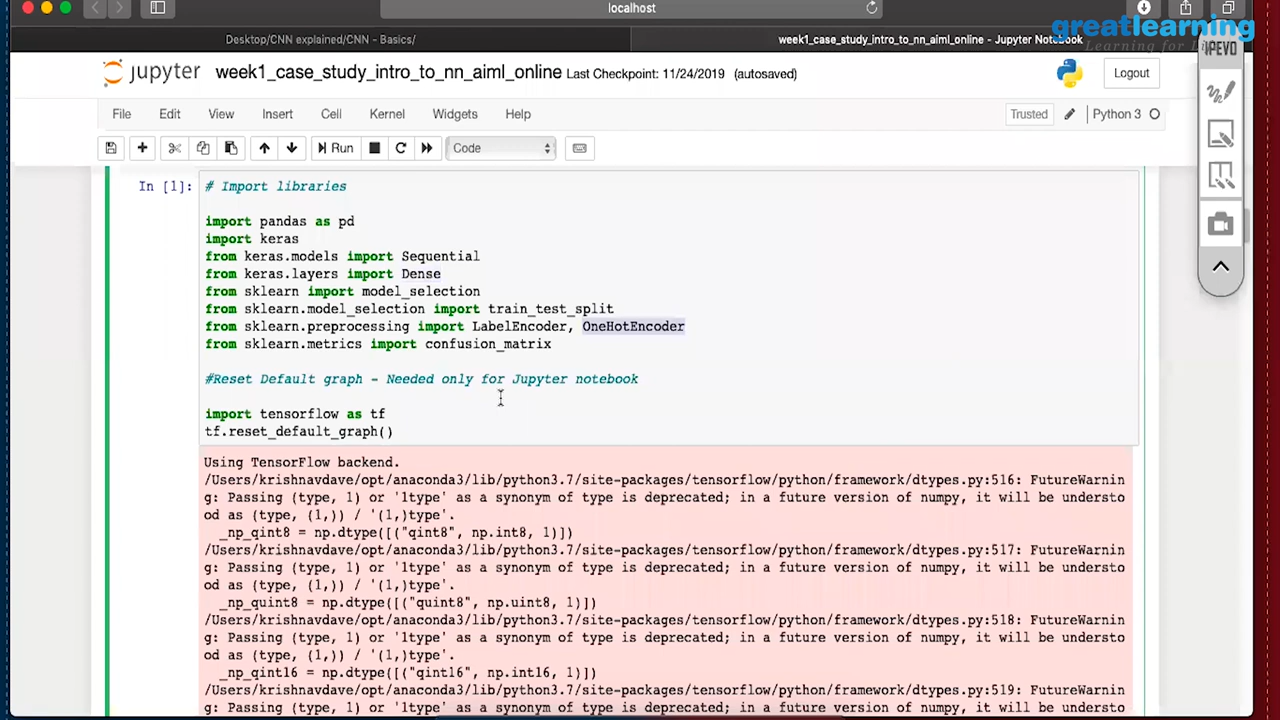 localhost
greatlearning
Learning for Li
Desktop/CNN explained/CNN - Basics/
week1_case_study_intro_to_nn_aiml_online - Jupyter Notebook
IPEVO
jupyter week1_case_study_intro_to_nn_aiml_online Last Checkpoint: 11/24/2019 (autosaved)
Logout
File Edit View Insert Cell Kernel Widgets Help
Trusted Python 3
Run Code
In [1]:
# Import libraries
import pandas as pd
import keras
from keras.models import Sequential
from keras.layers import Dense
from sklearn import model_selection
from sklearn.model_selection import train_test_split
from sklearn.preprocessing import LabelEncoder, OneHotEncoder
from sklearn.metrics import confusion_matrix
#Reset Default graph - Needed only for Jupyter notebook
import tensorflow as tf
tf.reset_default_graph()
Using TensorFlow backend.
/Users/krishnavdave/opt/anaconda3/lib/python3.7/site-packages/tensorflow/python/framework/dtypes.py:516: FutureWarnin
g: Passing (type, 1) or '1type' as a synonym of type is deprecated; in a future version of numpy, it will be understo
od as (type, (1,)) / '(1,)type'.
_np_qint8 = np.dtype([("qint8", np.int8, 1)])
/Users/krishnavdave/opt/anaconda3/lib/python3.7/site-packages/tensorflow/python/framework/dtypes.py:517: FutureWarnin
g: Passing (type, 1) or '1type' as a synonym of type is deprecated; in a future version of numpy, it will be understo
od as (type, (1,)) / '(1,)type'.
_np_quint8 = np.dtype([("quint8", np.uint8, 1)])
/Users/krishnavdave/opt/anaconda3/lib/python3.7/site-packages/tensorflow/python/framework/dtypes.py:518: FutureWarnin
g: Passing (type, 1) or '1type' as a synonym of type is deprecated; in a future version of numpy, it will be understo
od as (type, (1,)) / '(1,)type'.
_np_qint16 = np.dtype([("qint16", np.int16, 1)])
/Users/krishnavdave/opt/anaconda3/lib/python3.7/site-packages/tensorflow/python/framework/dtypes.py:519: FutureWarnin
g: Passing (type, 1) or '1type' as a synonym of type is deprecated; in a future version of numpy, it will be understo